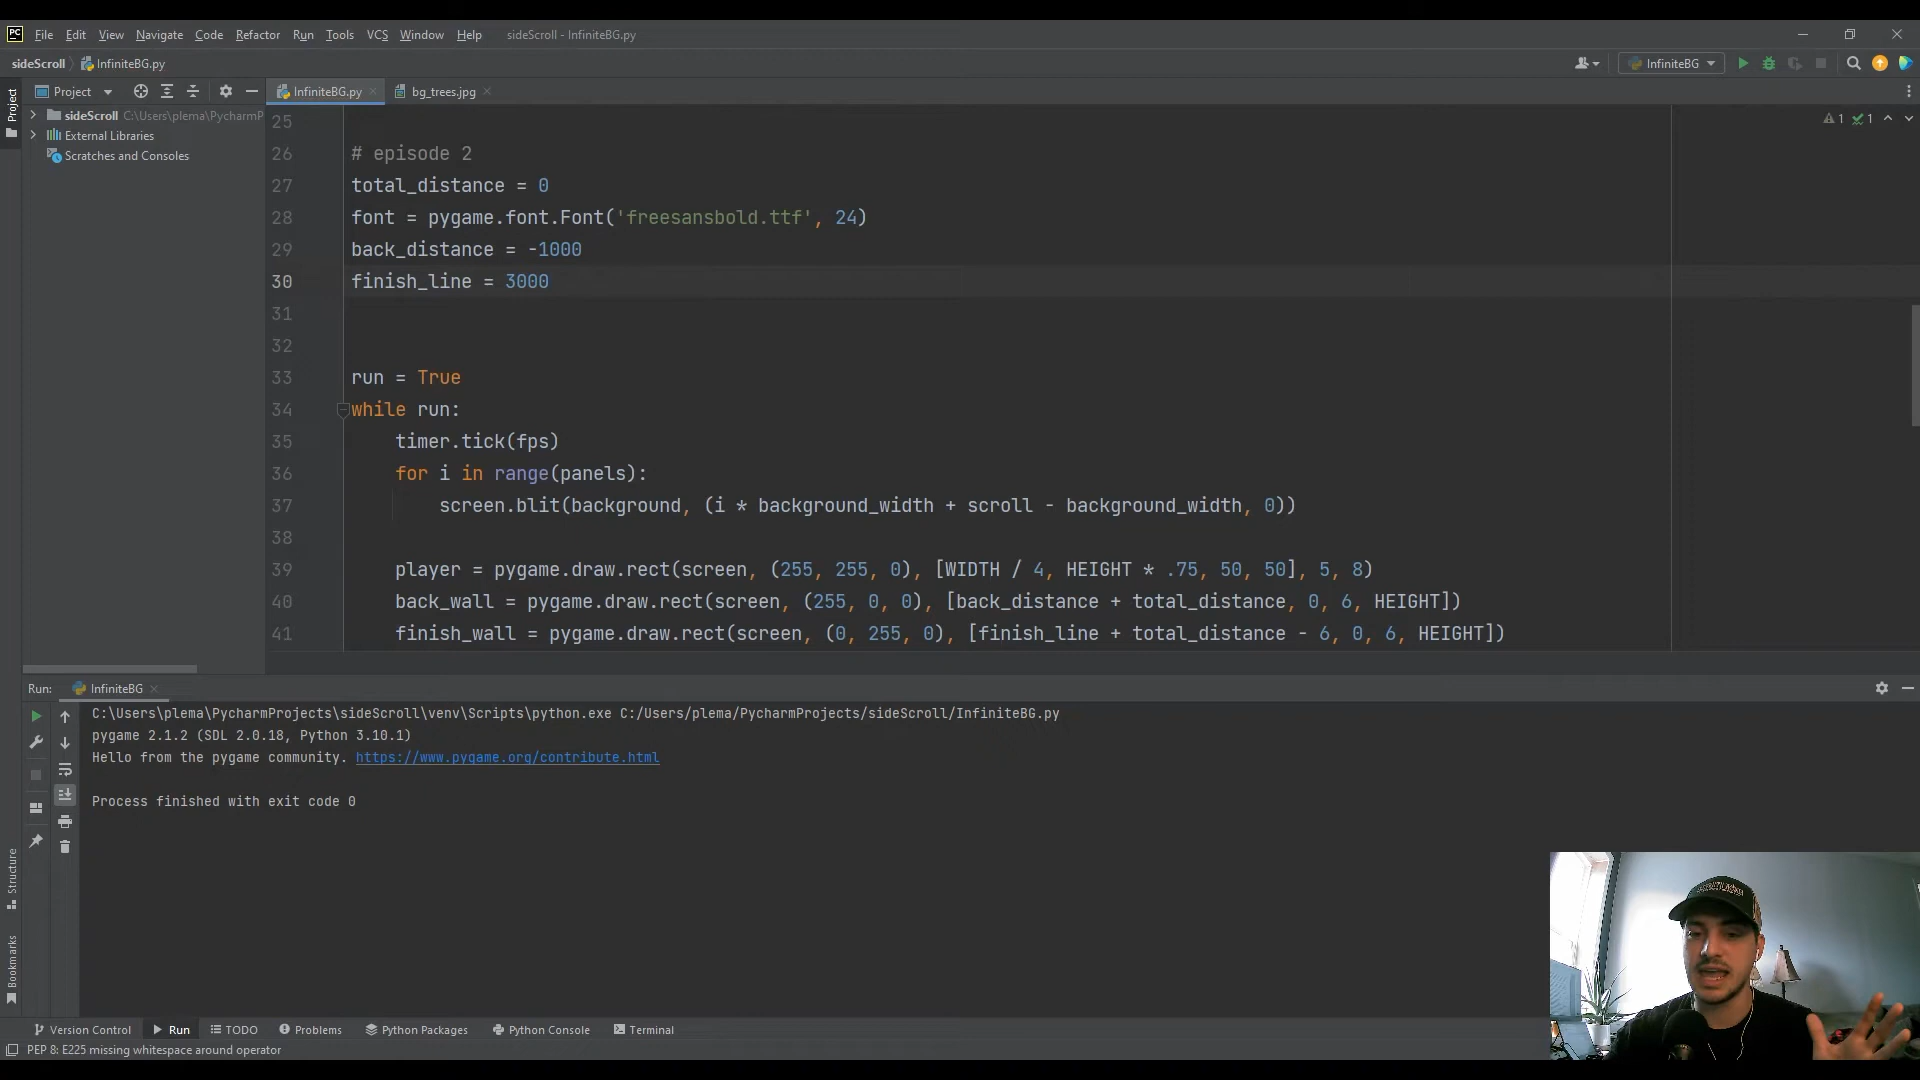 PC File Edit View Navigate Code Refactor Run Tools VCS Window Help sideScroll - InfiniteBG.py
sideScroll InfiniteBG.py InfiniteBG
Project InfiniteBG.py bg_trees.jpg
Project
sideScroll C:\Users\plema\PycharmP
External Libraries
Scratches and Consoles
1 1
25
26 # episode 2
27 total_distance = 0
28 font = pygame.font.Font('freesansbold.ttf', 24)
29 back_distance = -1000
30 finish_line = 3000
31
32
33 run = True
34 while run:
35 timer.tick(fps)
36 for i in range(panels):
37 screen.blit(background, (i * background_width + scroll - background_width, 0))
38
39 player = pygame.draw.rect(screen, (255, 255, 0), [WIDTH / 4, HEIGHT * .75, 50, 50], 5, 8)
40 back_wall = pygame.draw.rect(screen, (255, 0, 0), [back_distance + total_distance, 0, 6, HEIGHT])
41 finish_wall = pygame.draw.rect(screen, (0, 255, 0), [finish_line + total_distance - 6, 0, 6, HEIGHT])
Run: InfiniteBG
C:\Users\plema\PycharmProjects\sideScroll\venv\Scripts\python.exe C:/Users/plema/PycharmProjects/sideScroll/InfiniteBG.py
pygame 2.1.2 (SDL 2.0.18, Python 3.10.1)
Hello from the pygame community. https://www.pygame.org/contribute.html
Process finished with exit code 0
Structure
Bookmarks
Version Control Run TODO Problems Python Packages Python Console Terminal
PEP 8: E225 missing whitespace around operator